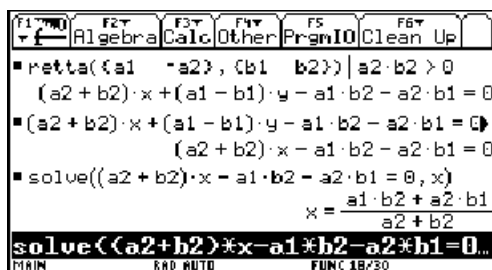 F1 F2 F3 F4 F5 F6
Algebra Calc Other PrgmIO Clean Up
▪ retta({a1 -a2}, {b1 b2}) | a2·b2 > 0
(a2 + b2)·x + (a1 - b1)·y - a1·b2 - a2·b1 = 0
▪ (a2 + b2)·x + (a1 - b1)·y - a1·b2 - a2·b1 = 0▶
(a2 + b2)·x - a1·b2 - a2·b1 = 0
▪ solve((a2 + b2)·x - a1·b2 - a2·b1 = 0, x)
x = (a1·b2 + a2·b1) / (a2 + b2)
solve((a2+b2)*x-a1*b2-a2*b1=0…
MAIN RAD AUTO FUNC 18/30